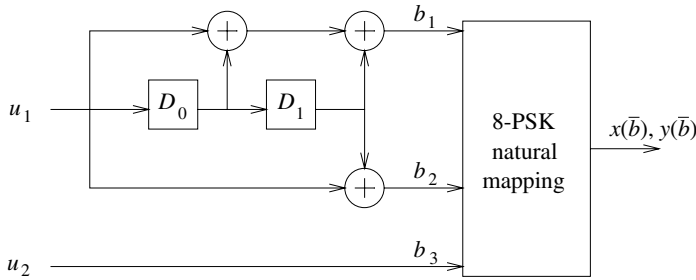 b₁
+ +
D₀ D₁
u₁
8-PSK
natural
mapping
x(b̅), y(b̅)
+
b₂
b₃
u₂